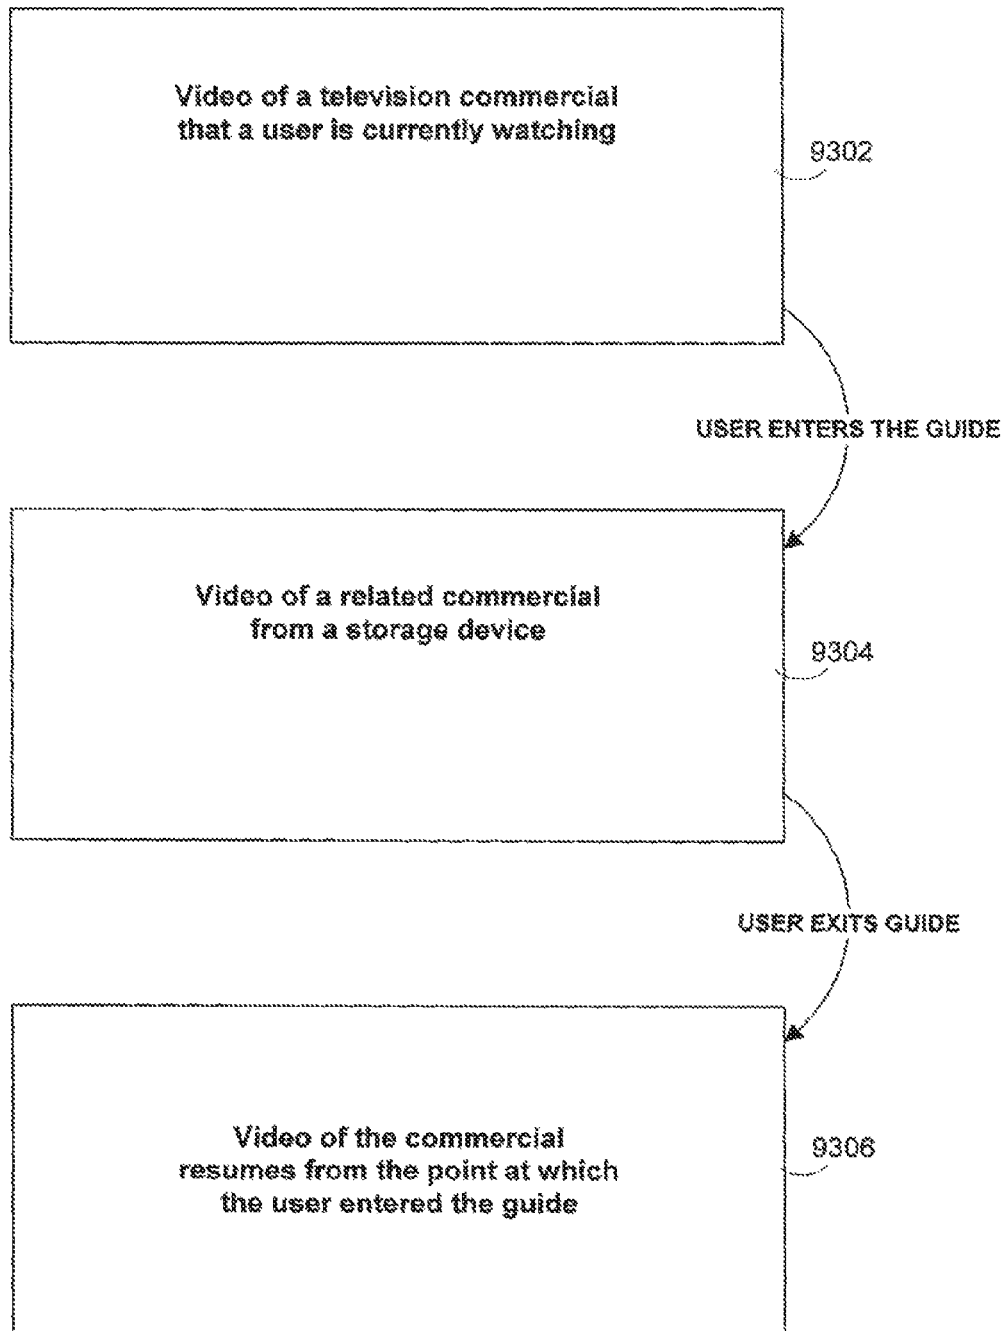 Video of a television commercial
that a user is currently watching
9302
USER ENTERS THE GUIDE
Video of a related commercial
from a storage device
9304
USER EXITS GUIDE
Video of the commercial
resumes from the point at which
the user entered the guide
9306